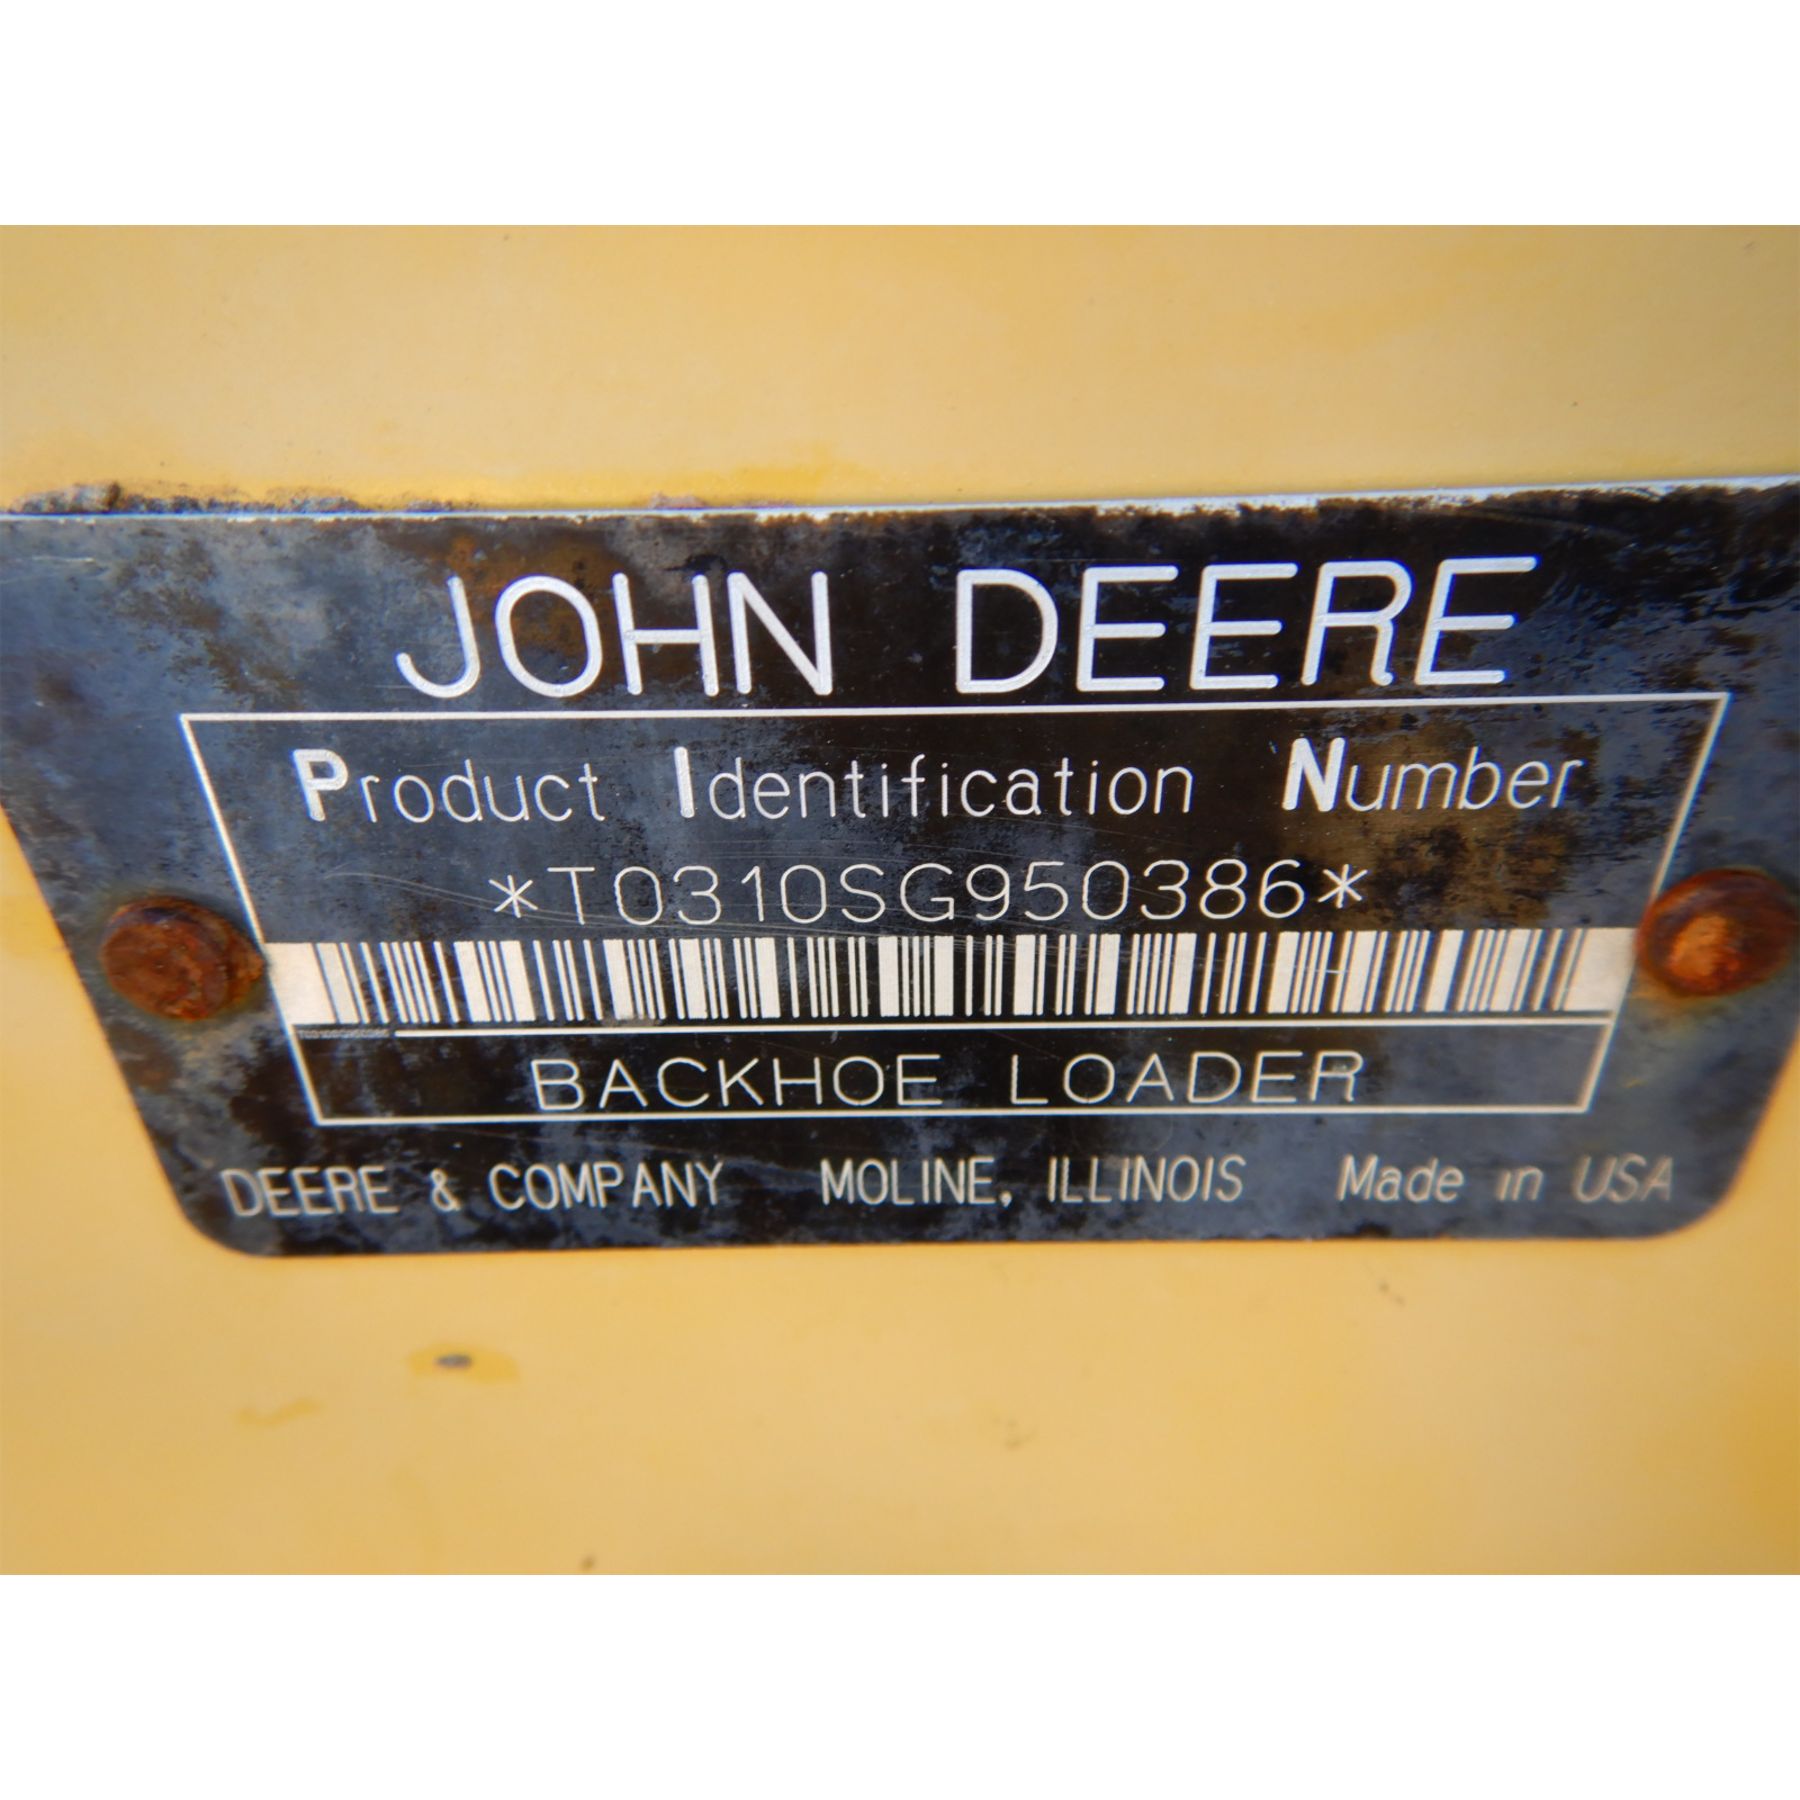 JOHN DEERE
Product Identification Number
*T0310SG950386*
BACKHOE LOADER
DEERE & COMPANY MOLINE, ILLINOIS Made in USA